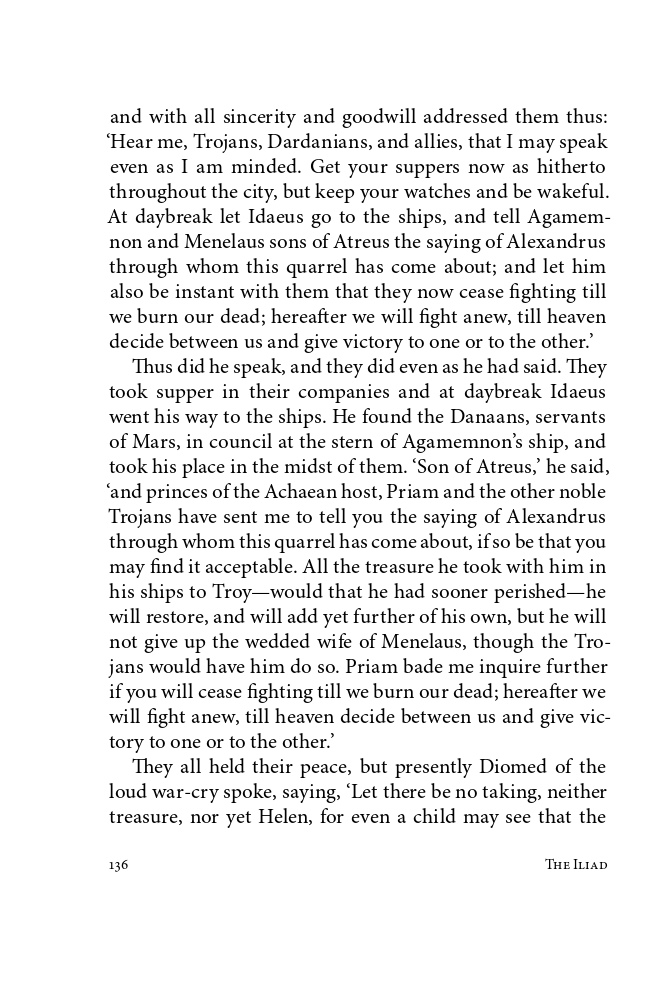 and with all sincerity and goodwill addressed them thus:
‘Hear me, Trojans, Dardanians, and allies, that I may speak
even as I am minded. Get your suppers now as hitherto
throughout the city, but keep your watches and be wakeful.
At daybreak let Idaeus go to the ships, and tell Agamem-
non and Menelaus sons of Atreus the saying of Alexandrus
through whom this quarrel has come about; and let him
also be instant with them that they now cease fighting till
we burn our dead; hereafter we will fight anew, till heaven
decide between us and give victory to one or to the other.’
Thus did he speak, and they did even as he had said. They
took supper in their companies and at daybreak Idaeus
went his way to the ships. He found the Danaans, servants
of Mars, in council at the stern of Agamemnon’s ship, and
took his place in the midst of them. ‘Son of Atreus,’ he said,
‘and princes of the Achaean host, Priam and the other noble
Trojans have sent me to tell you the saying of Alexandrus
through whom this quarrel has come about, if so be that you
may find it acceptable. All the treasure he took with him in
his ships to Troy—would that he had sooner perished—he
will restore, and will add yet further of his own, but he will
not give up the wedded wife of Menelaus, though the Tro-
jans would have him do so. Priam bade me inquire further
if you will cease fighting till we burn our dead; hereafter we
will fight anew, till heaven decide between us and give vic-
tory to one or to the other.’
They all held their peace, but presently Diomed of the
loud war-cry spoke, saying, ‘Let there be no taking, neither
treasure, nor yet Helen, for even a child may see that the
136 The Iliad